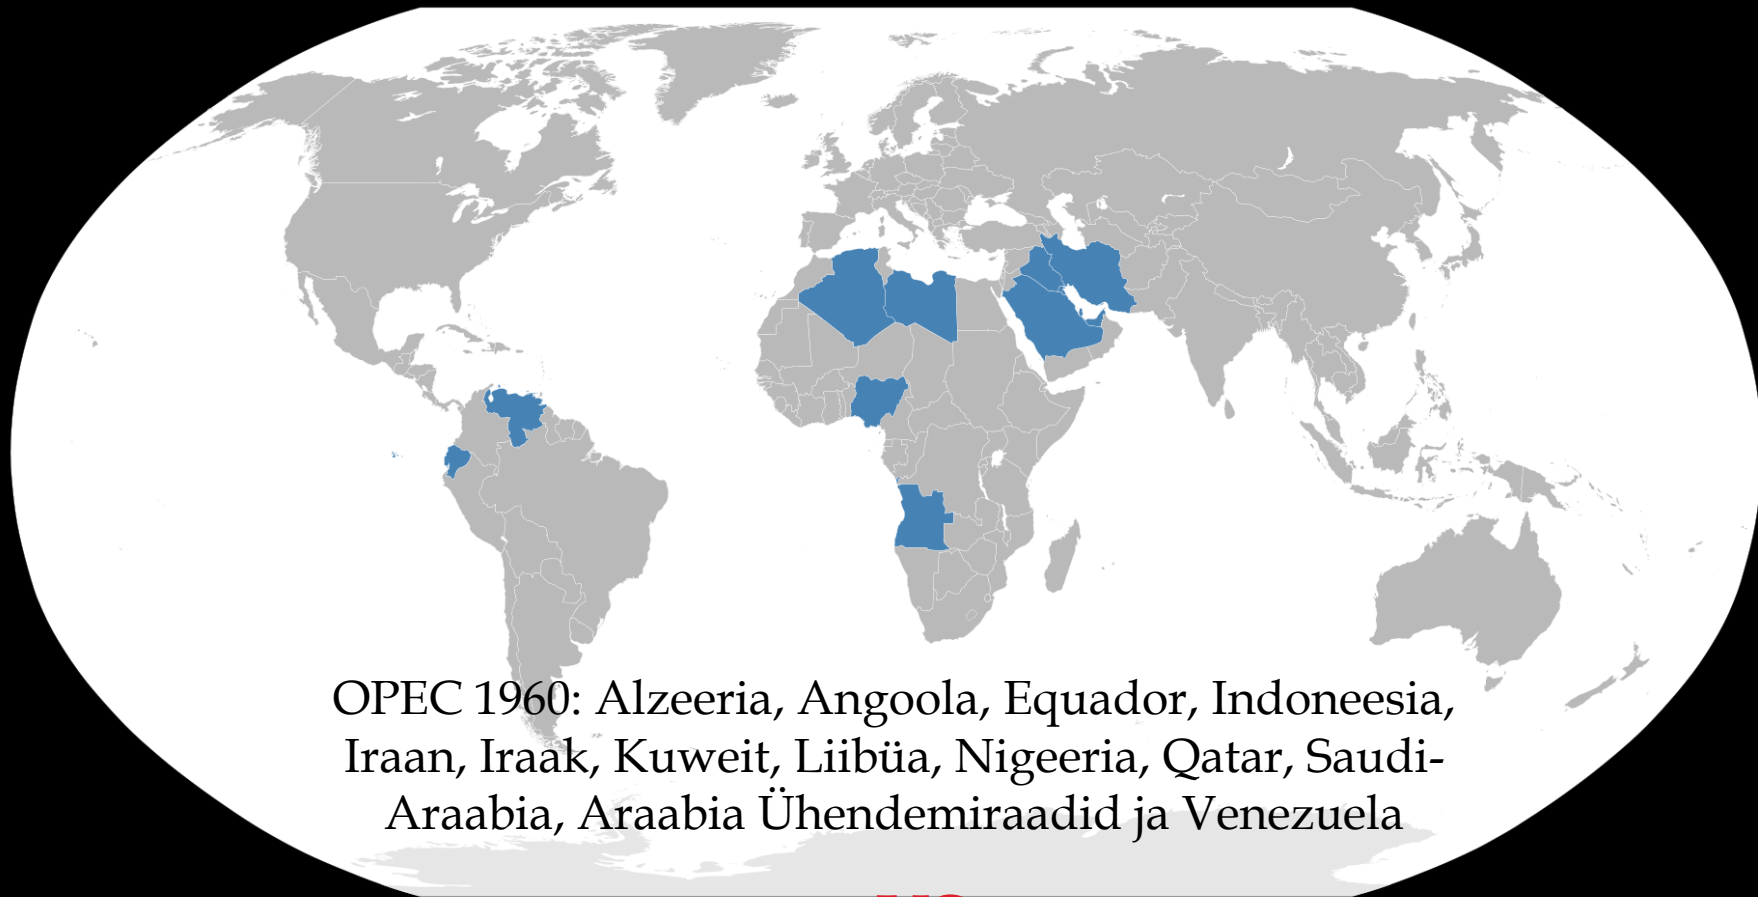 OPEC 1960: Alzeeria, Angoola, Equador, Indoneesia,
Iraan, Iraak, Kuweit, Liibüa, Nigeeria, Qatar, Saudi-
Araabia, Araabia Ühendemiraadid ja Venezuela